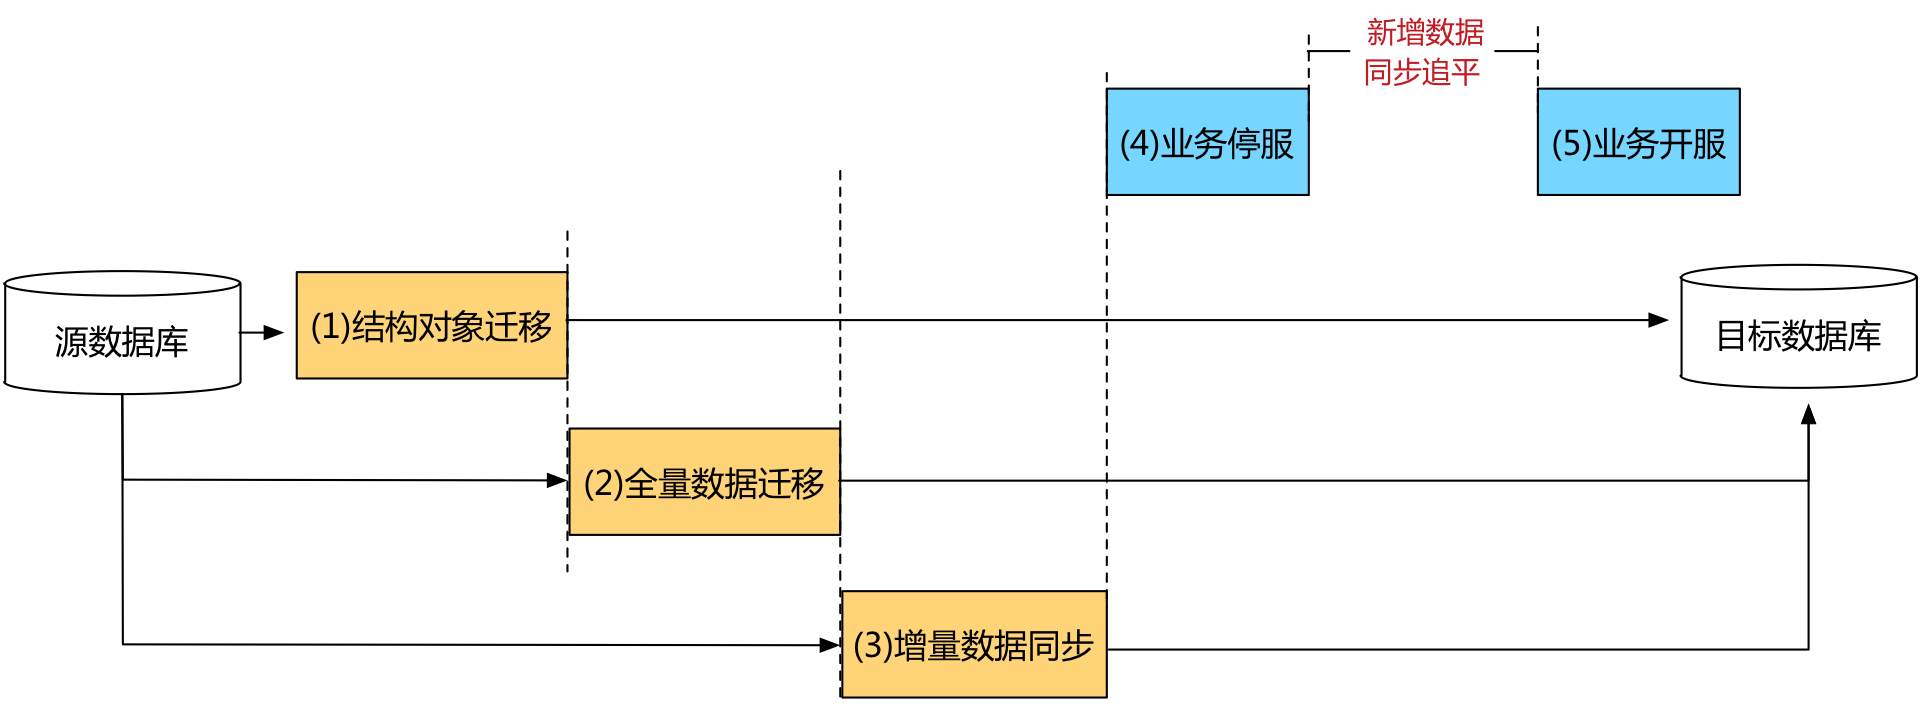 新增数据
同步追平
(4)业务停服
(5)业务开服
源数据库
(1)结构对象迁移
目标数据库
(2)全量数据迁移
(3)增量数据同步